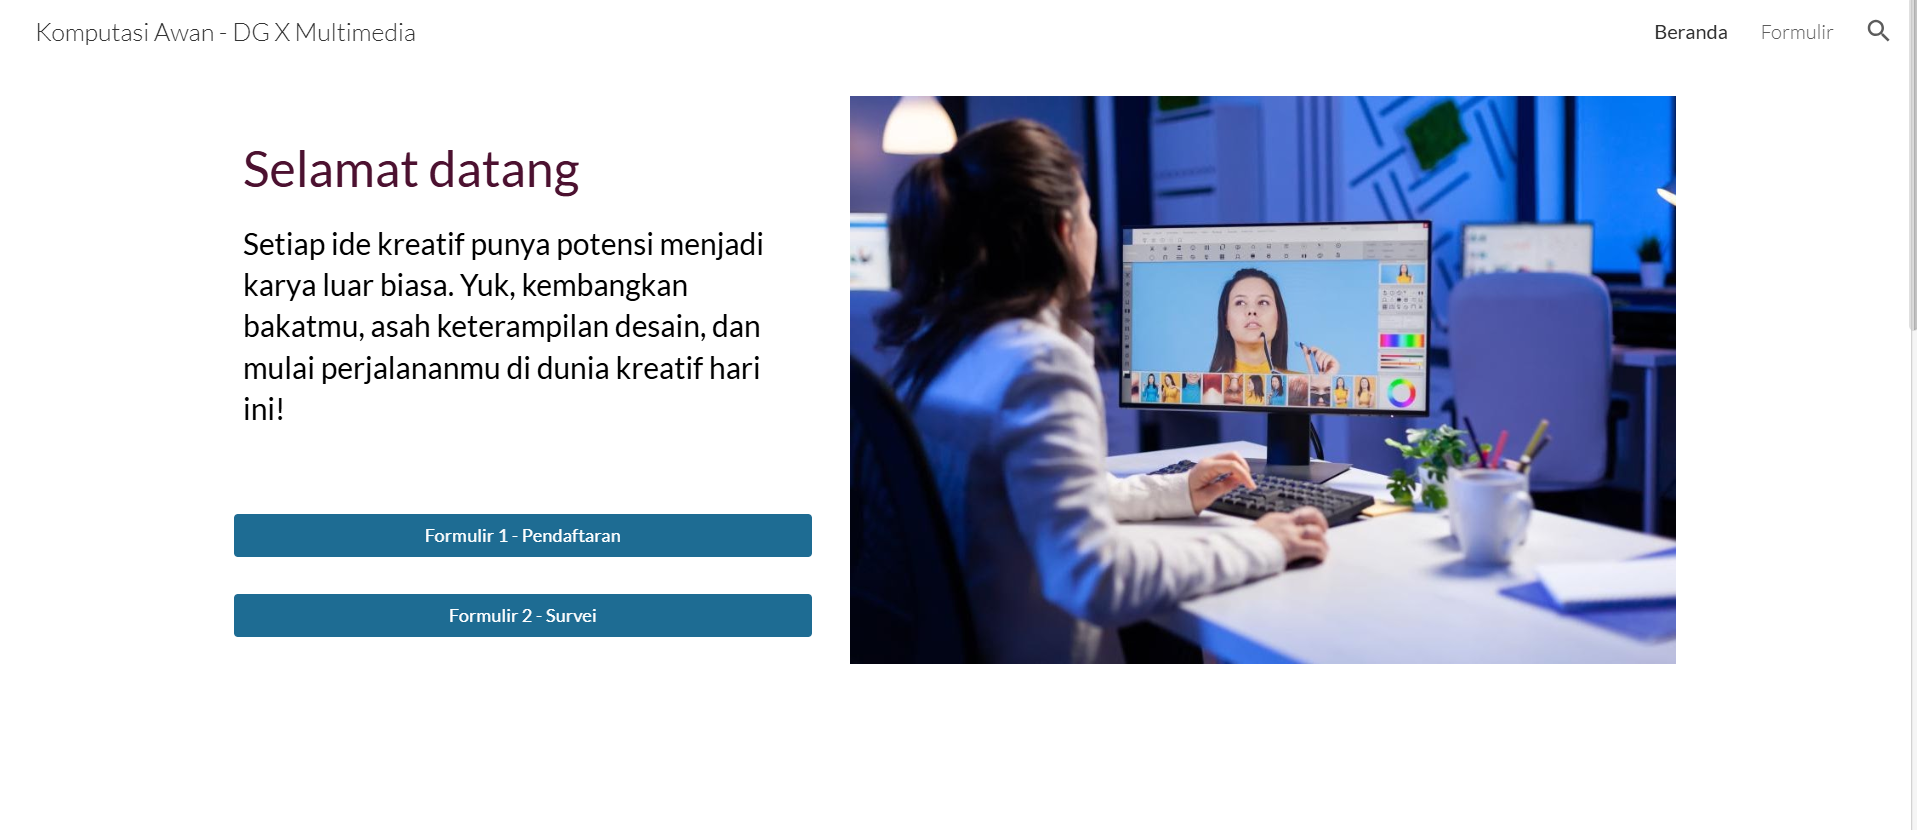 Komputasi Awan - DG X Multimedia
Beranda
Formulir
Selamat datang
Setiap ide kreatif punya potensi menjadi
karya luar biasa. Yuk, kembangkan
bakatmu, asah keterampilan desain, dan
mulai perjalananmu di dunia kreatif hari
ini!
Formulir 1 - Pendaftaran
Formulir 2 - Survei